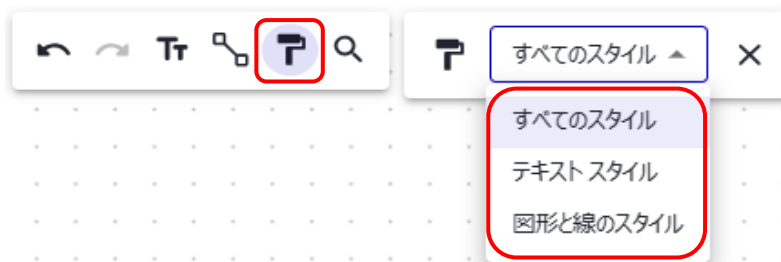 Tт
すべてのスタイル
すべてのスタイル
テキスト スタイル
図形と線のスタイル